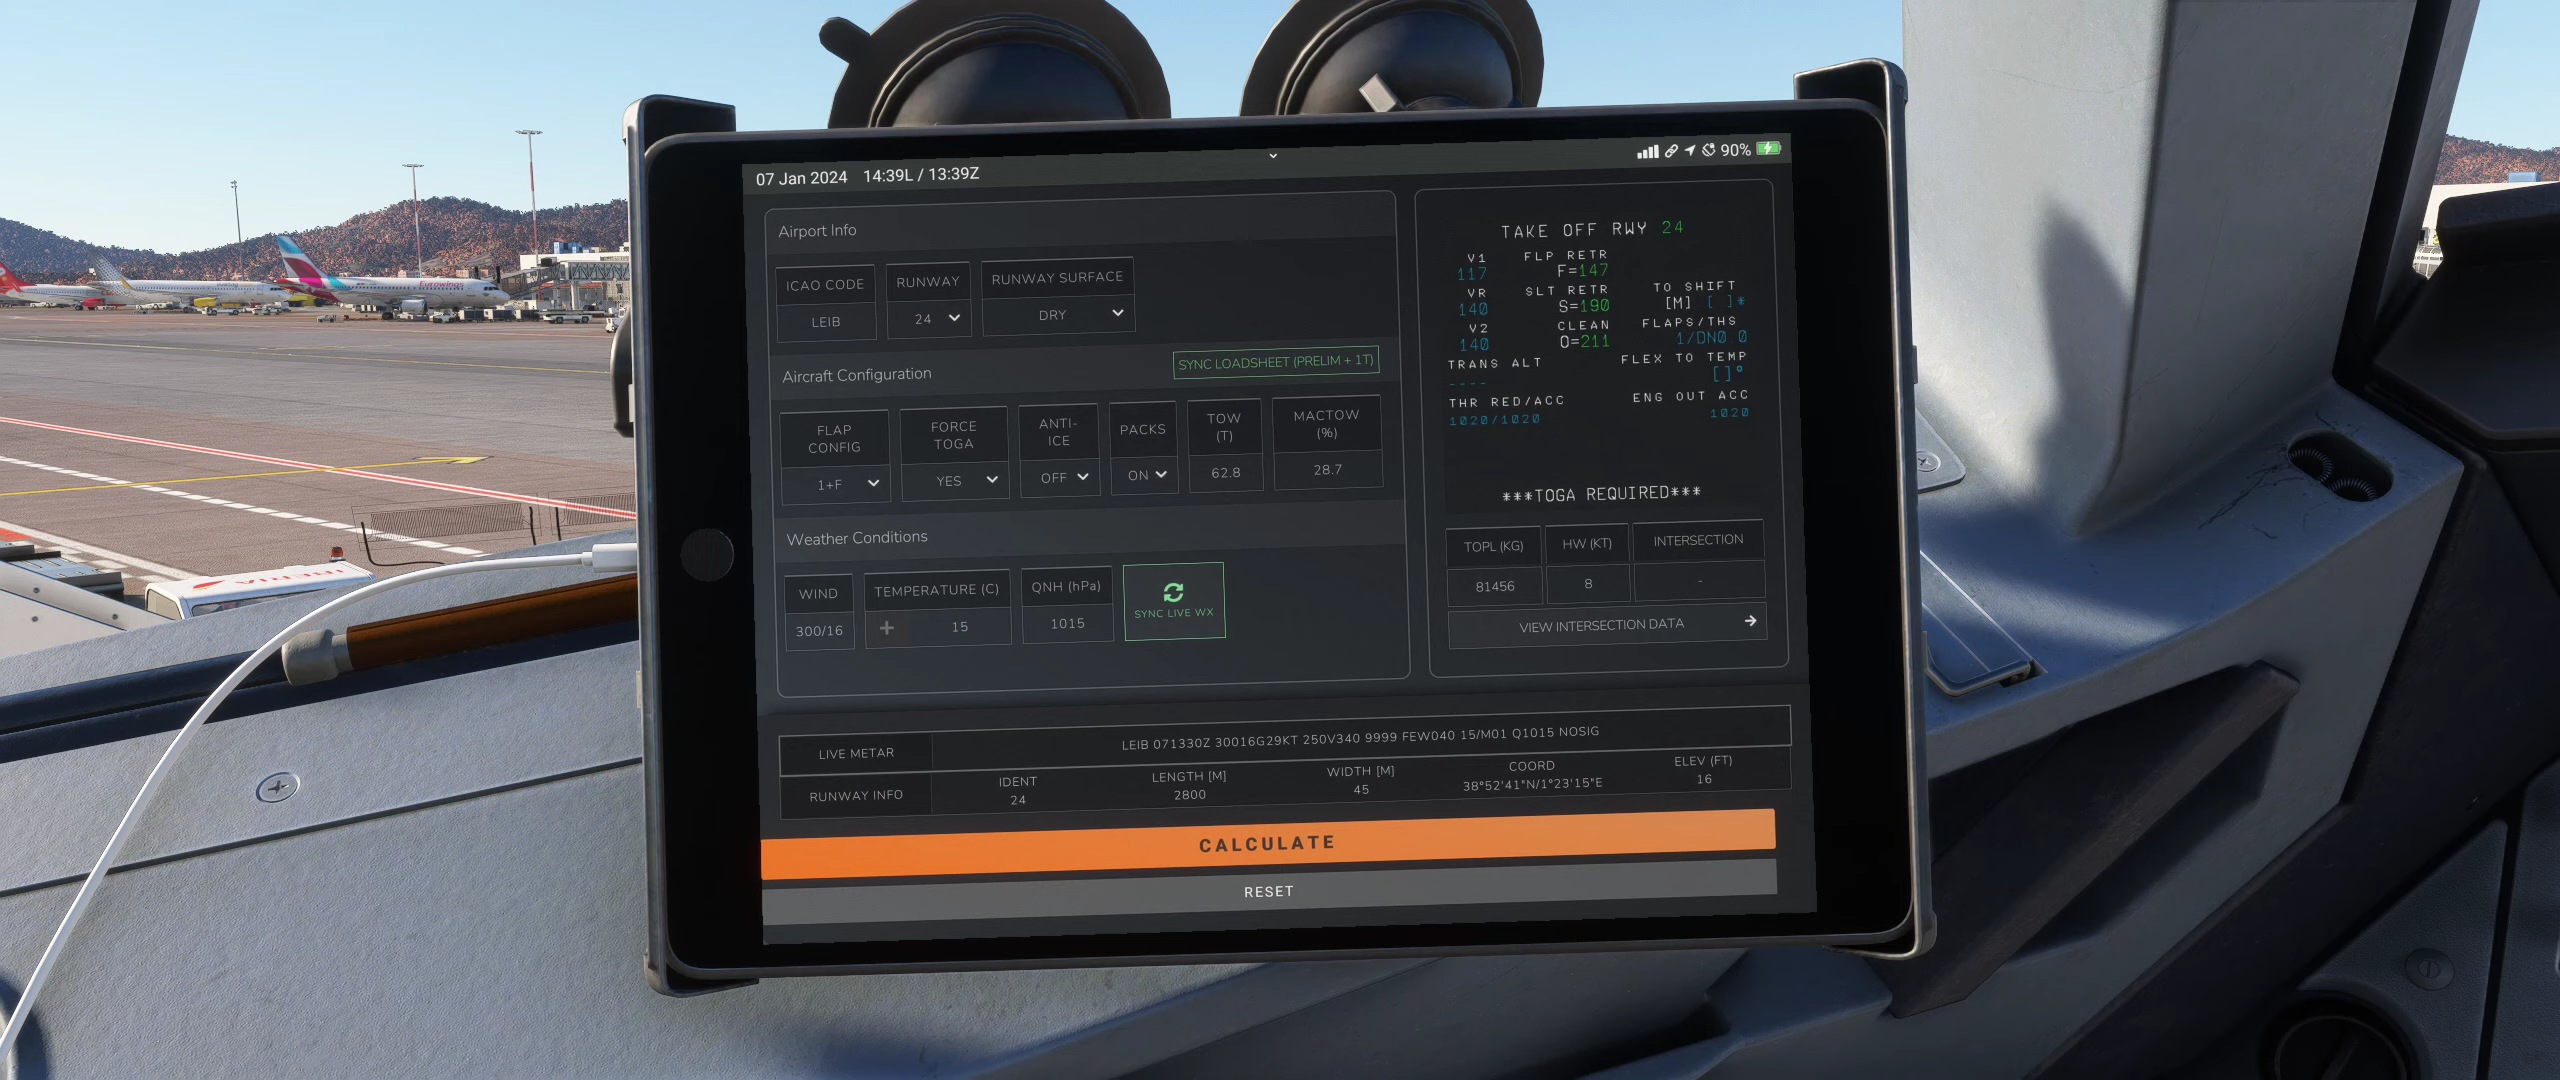 07 Jan 2024 14:39L / 13:39Z
90%
Airport Info
ICAO CODE
LEIB
RUNWAY
24
RUNWAY SURFACE
DRY
Aircraft Configuration
SYNC LOADSHEET (PRELIM + 1T)
FLAP
CONFIG
1+F
FORCE
TOGA
YES
ANTI-
ICE
OFF
PACKS
ON
TOW
(T)
62.8
MACTOW
(%)
28.7
Weather Conditions
WIND
300/16
TEMPERATURE (C)
+ 15
QNH (hPa)
1015
SYNC LIVE WX
TAKE OFF RWY 24
V1 FLP RETR
117 F=147
VR SLT RETR TO SHIFT
140 S=190 [M] [ ]*
V2 CLEAN FLAPS/THS
140 O=211 1/DN0 0
TRANS ALT FLEX TO TEMP
---- []°
THR RED/ACC ENG OUT ACC
1020/1020 1020
***TOGA REQUIRED***
TOPL (KG) HW (KT) INTERSECTION
81456 8 -
VIEW INTERSECTION DATA
LIVE METAR LEIB 071330Z 30016G29KT 250V340 9999 FEW040 15/M01 Q1015 NOSIG
RUNWAY INFO
IDENT LENGTH [M] WIDTH [M] COORD ELEV (FT)
24 2800 45 38°52'41"N/1°23'15"E 16
CALCULATE
RESET
Eurowings
IBERIA